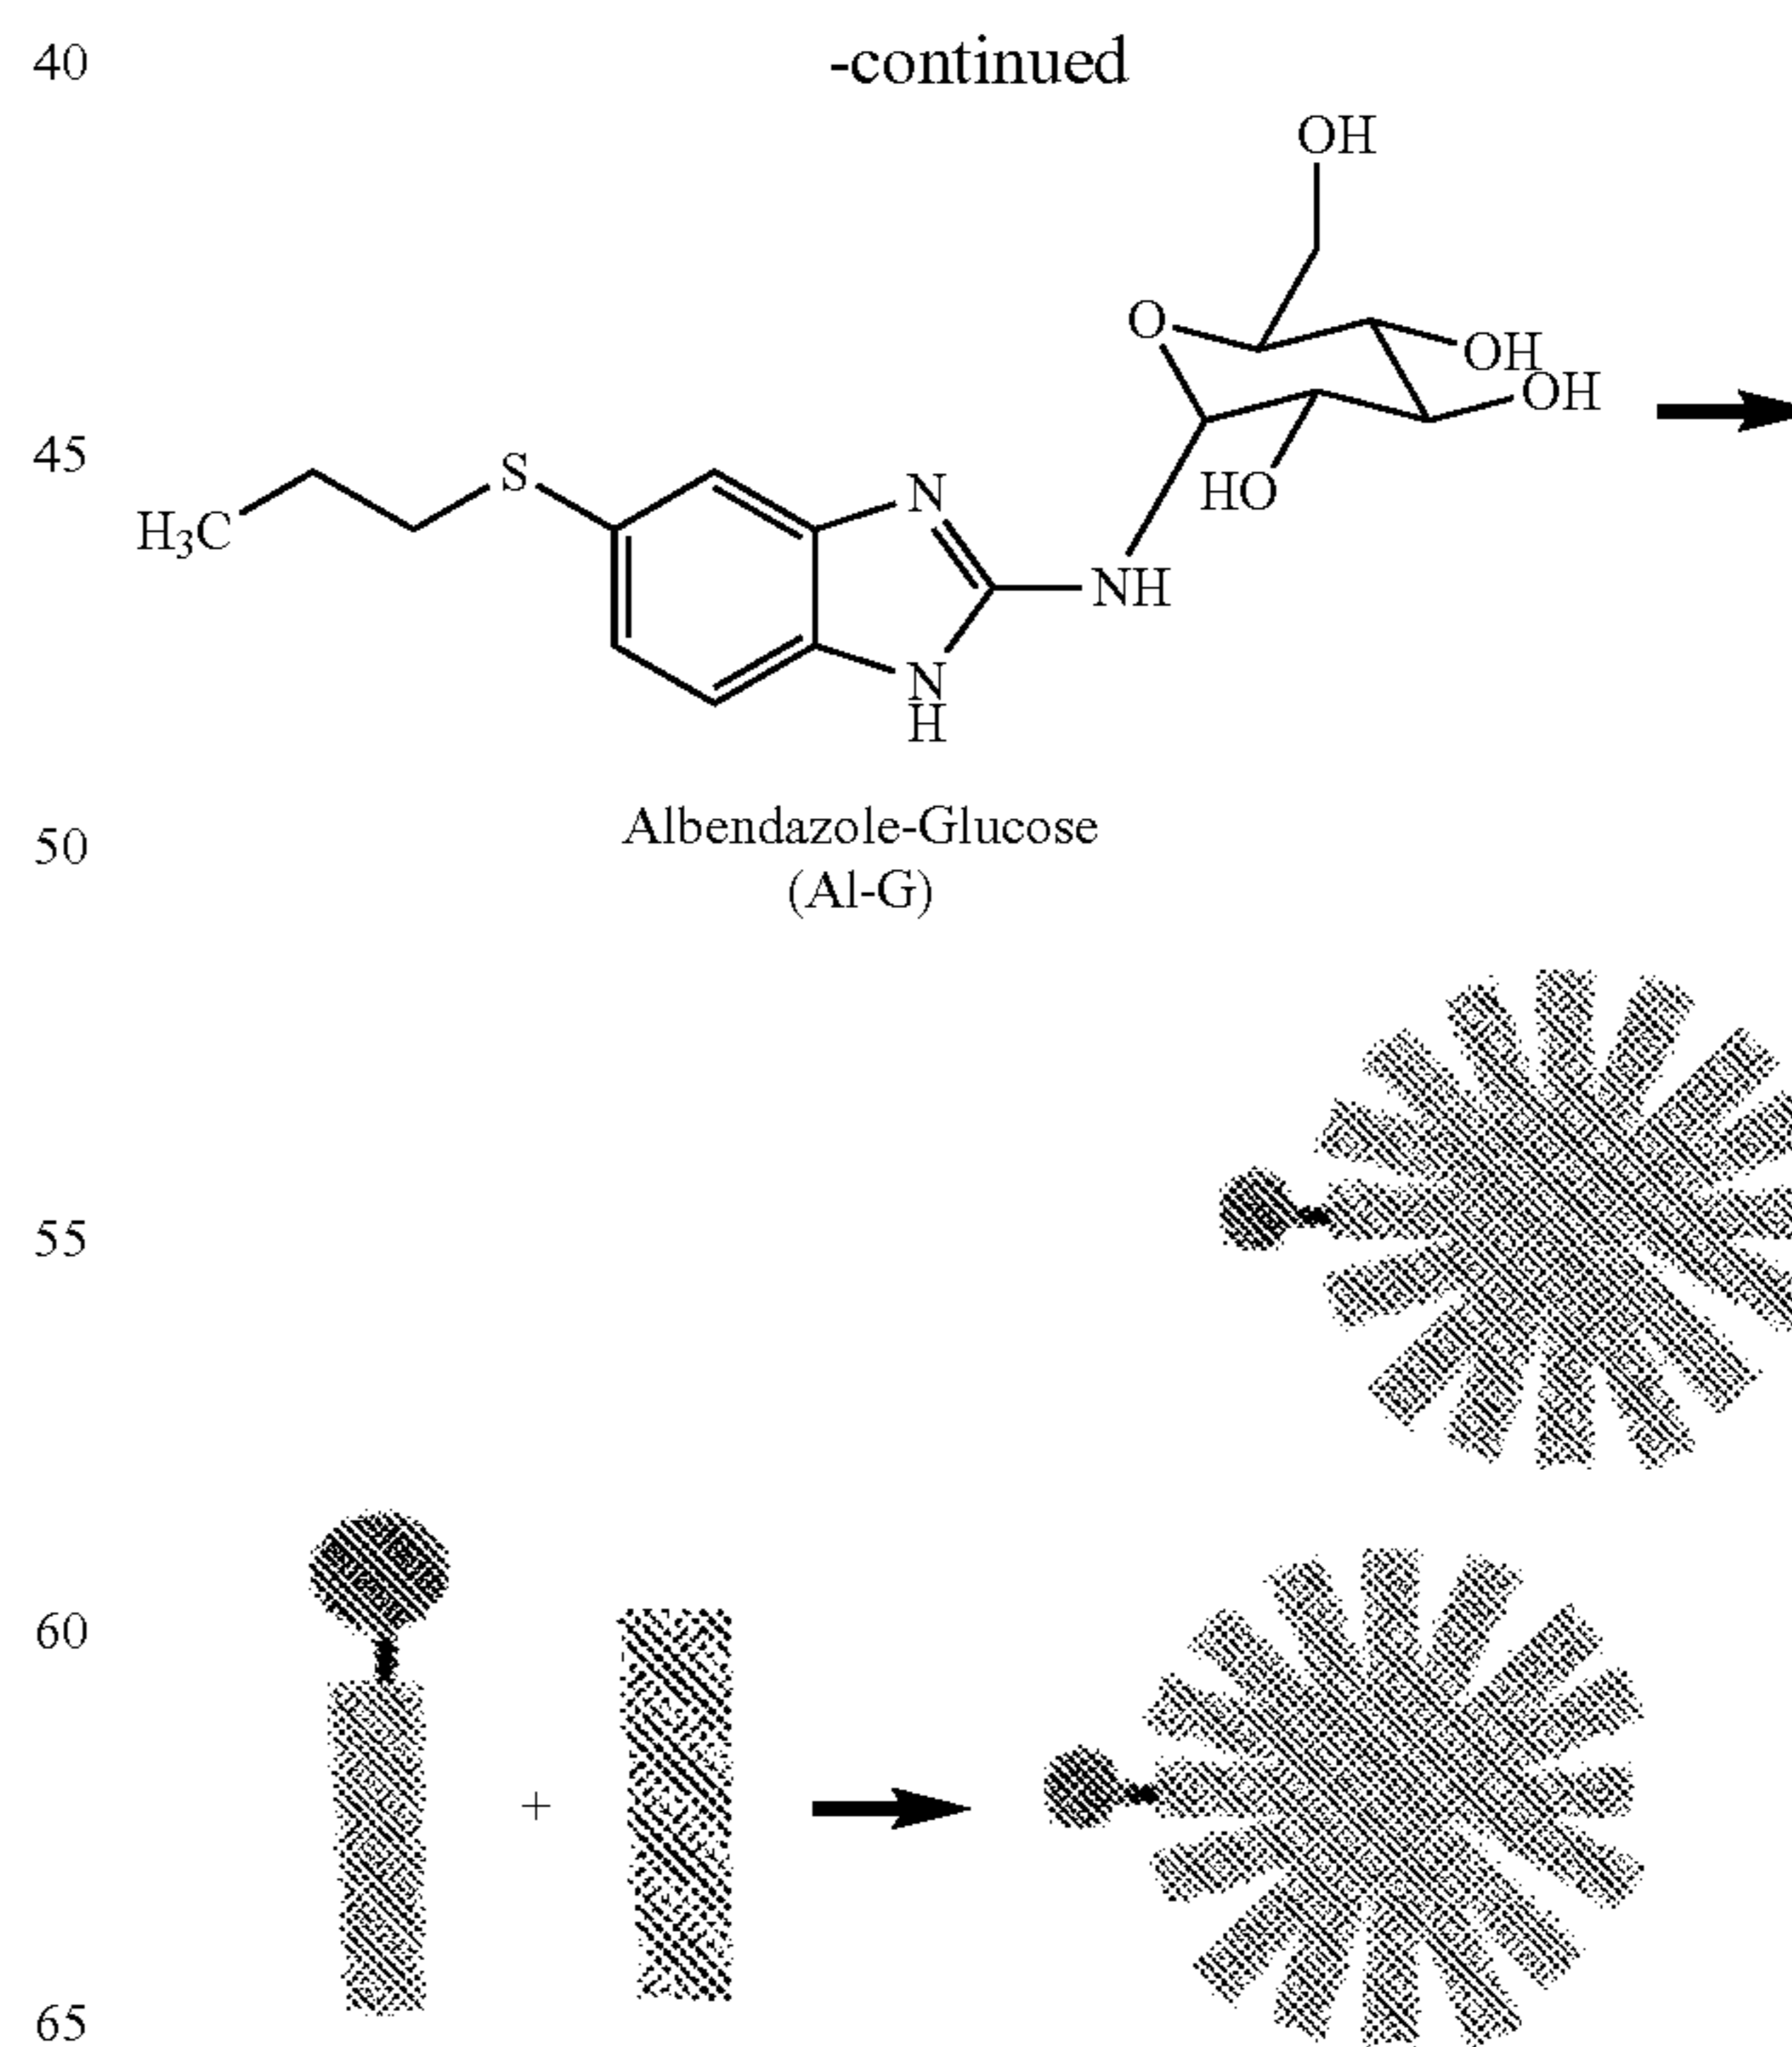 40
-continued
OH
O
OH
OH
45
S
N
HO
H₃C
NH
N
H
50
Albendazole-Glucose
(Al-G)
55
60
+
65